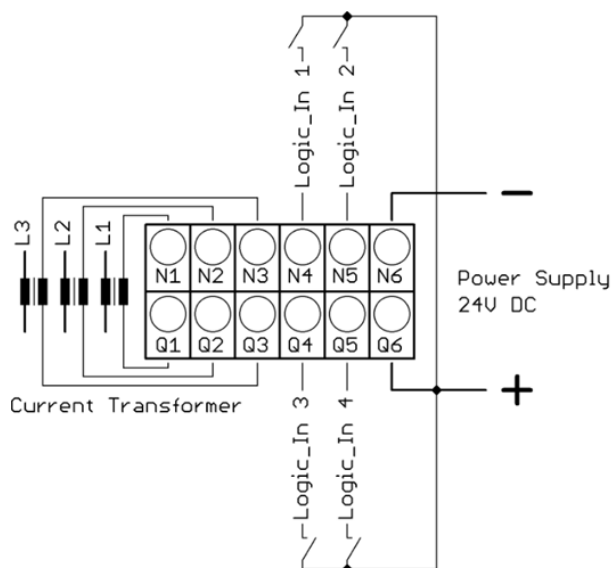 Logic_In 1
Logic_In 2
L3
L2
L1
N1 N2 N3 N4 N5 N6
Q1 Q2 Q3 Q4 Q5 Q6
−
Power Supply
24V DC
+
Current Transformer
Logic_In 3
Logic_In 4